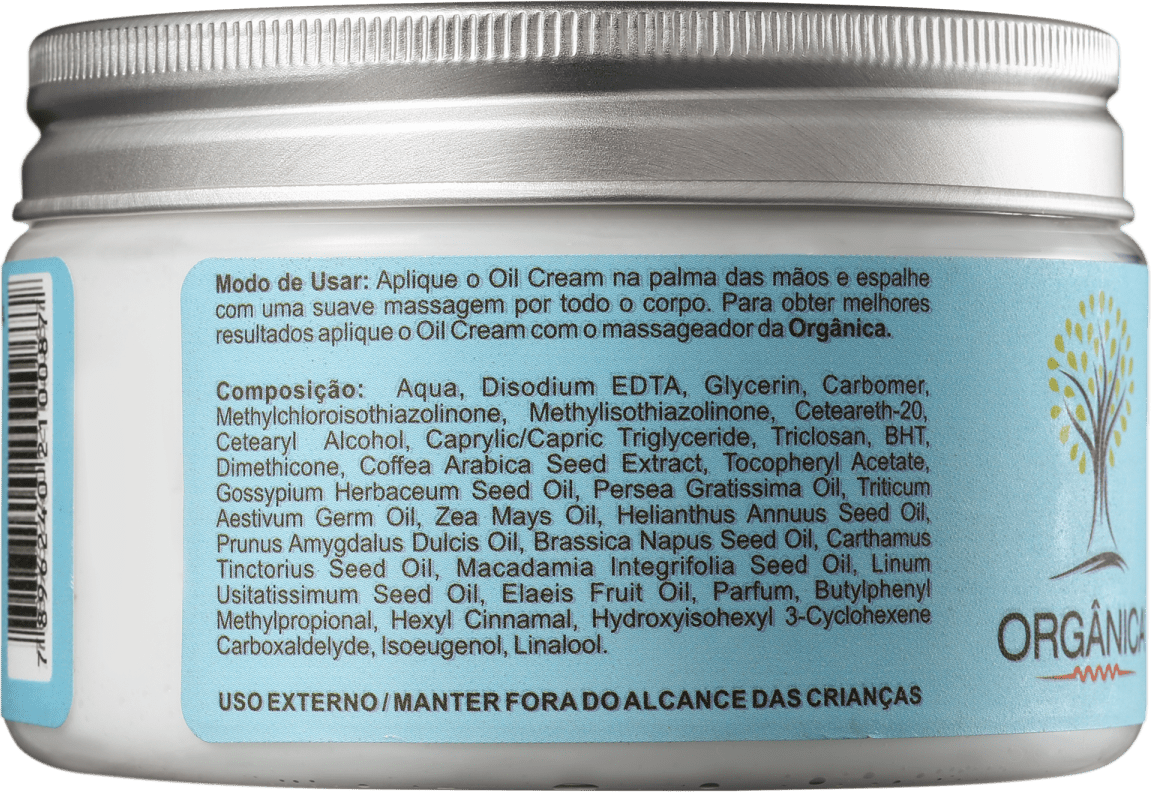 Modo de Usar: Aplique o Oil Cream na palma das mãos e espalhe
com uma suave massagem por todo o corpo. Para obter melhores
resultados aplique o Oil Cream com o massageador da Orgânica.
Composição: Aqua, Disodium EDTA, Glycerin, Carbomer,
Methylchloroisothiazolinone, Methylisothiazolinone, Ceteareth-20,
Cetearyl Alcohol, Caprylic/Capric Triglyceride, Triclosan, BHT,
Dimethicone, Coffea Arabica Seed Extract, Tocopheryl Acetate,
Gossypium Herbaceum Seed Oil, Persea Gratissima Oil, Triticum
Aestivum Germ Oil, Zea Mays Oil, Helianthus Annuus Seed Oil,
Prunus Amygdalus Dulcis Oil, Brassica Napus Seed Oil, Carthamus
Tinctorius Seed Oil, Macadamia Integrifolia Seed Oil, Linum
Usitatissimum Seed Oil, Elaeis Fruit Oil, Parfum, Butylphenyl
Methylpropional, Hexyl Cinnamal, Hydroxyisohexyl 3-Cyclohexene
Carboxaldelyde, Isoeugenol, Linalool.
USO EXTERNO / MANTER FORA DO ALCANCE DAS CRIANÇAS
ORGÂNICA